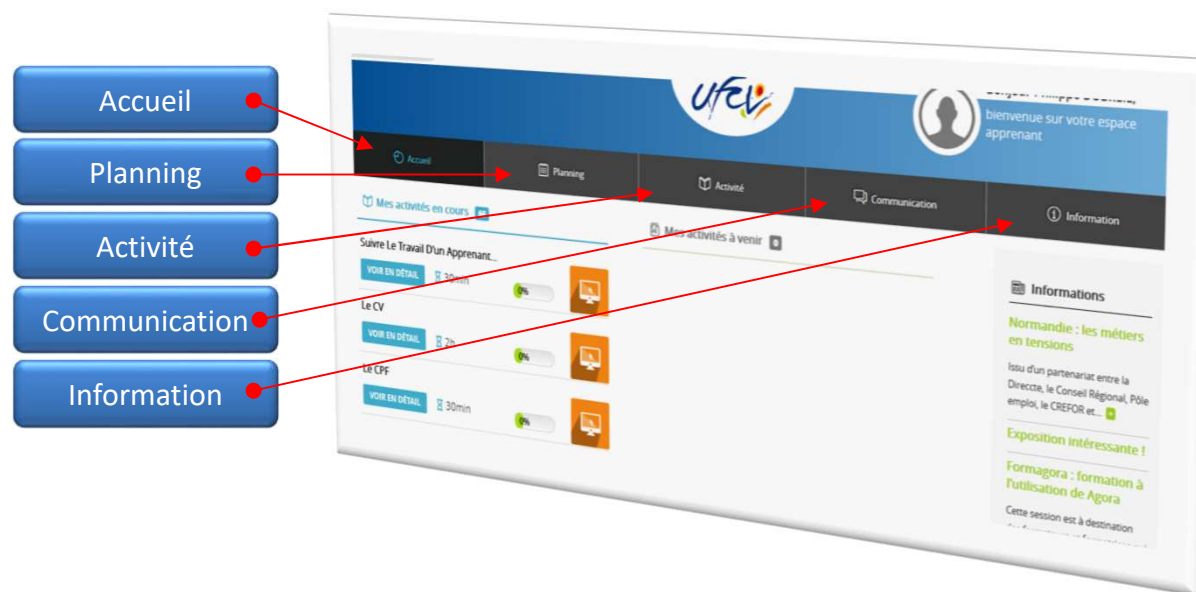 Accueil
Planning
Activité
Communication
Information
ufcv
bienvenue sur votre espace
apprenant
Accueil
Planning
Activité
Communication
Information
Mes activités en cours
Suivre Le Travail D'un Apprenant...
VOIR EN DÉTAIL 30min 0%
Le CV
VOIR EN DÉTAIL 2h 0%
Le CPF
VOIR EN DÉTAIL 30min 0%
Mes activités à venir 0
Informations
Normandie : les métiers
en tensions
Issu d'un partenariat entre la
Direccte, le Conseil Régional, Pôle
emploi, le CREFOR et...
Exposition intéressante !
Formagora : formation à
l'utilisation de Agora
Cette session est à destination